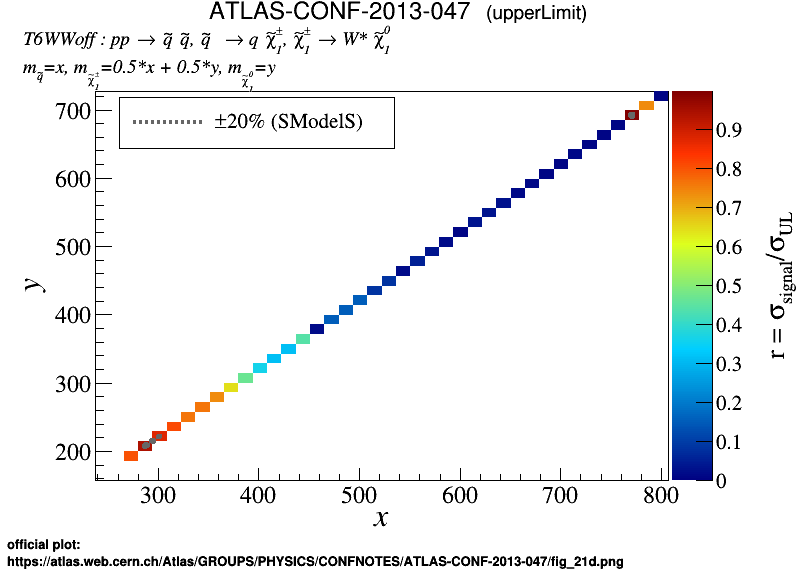 ATLAS-CONF-2013-047 (upperLimit)
T6WWoff : pp → q̃ q̃, q̃ → q χ̃₁±, χ̃₁± → W* χ̃₁⁰
m_q̃=x, m_χ̃₁±=0.5*x + 0.5*y, m_χ̃₁⁰=y
±20% (SModelS)
700
600
500
400
300
200
y
300 400 500 600 700 800
x
0.9
0.8
0.7
0.6
0.5
0.4
0.3
0.2
0.1
0
r = σsignal/σUL
official plot:
https://atlas.web.cern.ch/Atlas/GROUPS/PHYSICS/CONFNOTES/ATLAS-CONF-2013-047/fig_21d.png